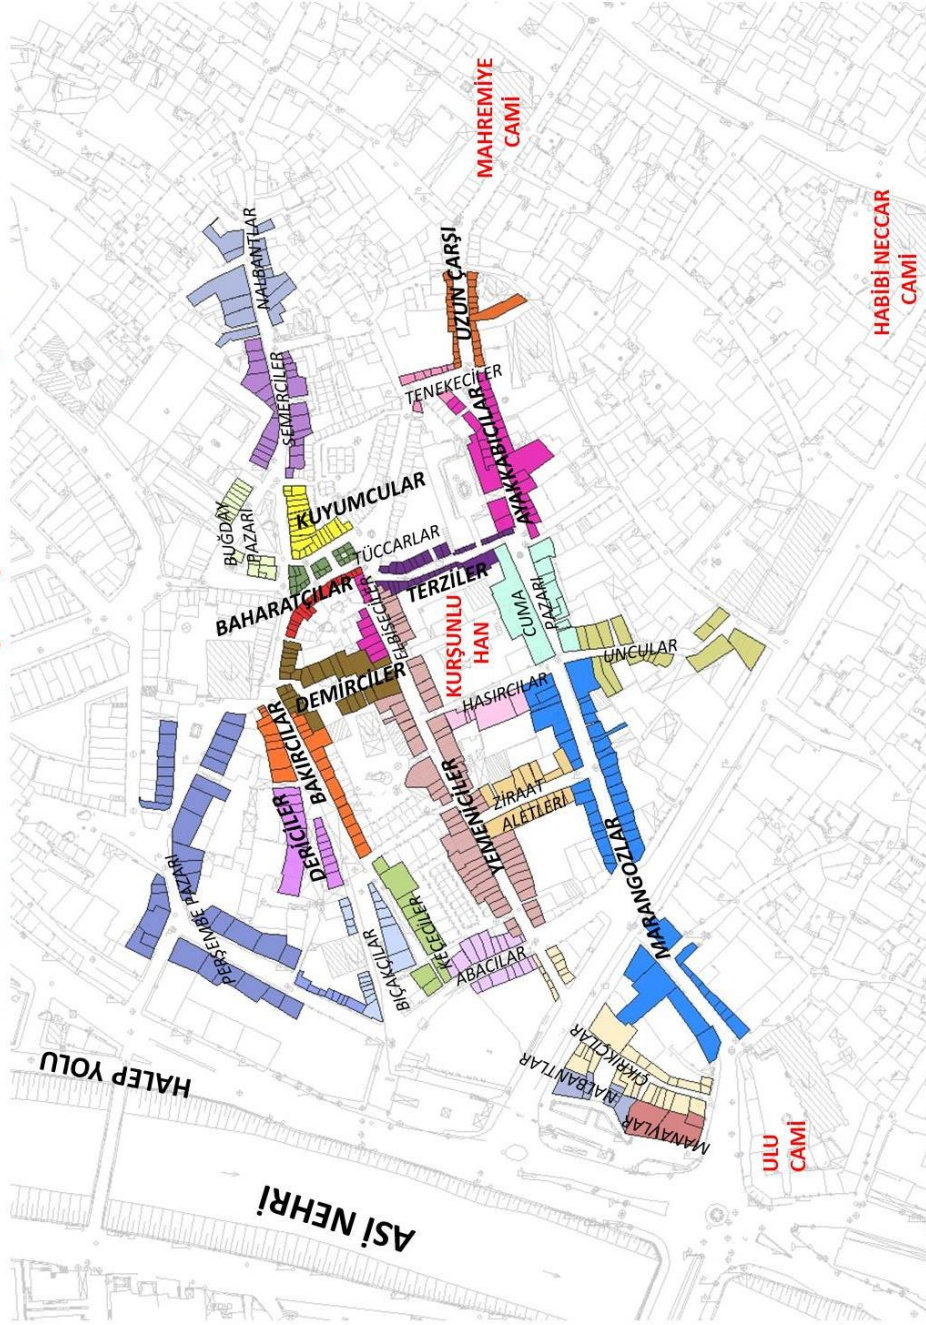 MAHREMİYE
CAMİ
HABİBİ NECCAR
CAMİ
NALBANTLAR
UZUN ÇARŞI
SEMERCİLER
TENEKECİLER
AYAKKABICILAR
BUĞDAY
PAZARI
KUYUMCULAR
TÜCCARLAR
BAHARATÇILAR
ELBİSECİLER
TERZİLER
CUMA
PAZARI
KURŞUNLU
HAN
UNCULAR
DEMİRCİLER
HASIRCILAR
BAKIRCILAR
DERİCİLER
YEMENİCİLER
ZİRAAT
ALETLERİ
MARANGOZLAR
PERŞEMBE PAZARI
KEÇECİLER
BIÇAKÇILAR
ABACILAR
HALEP YOLU
ÇIKRIKÇILAR
NALBANTLAR
MANAVLAR
ULU
CAMİ
ASİ NEHRİ